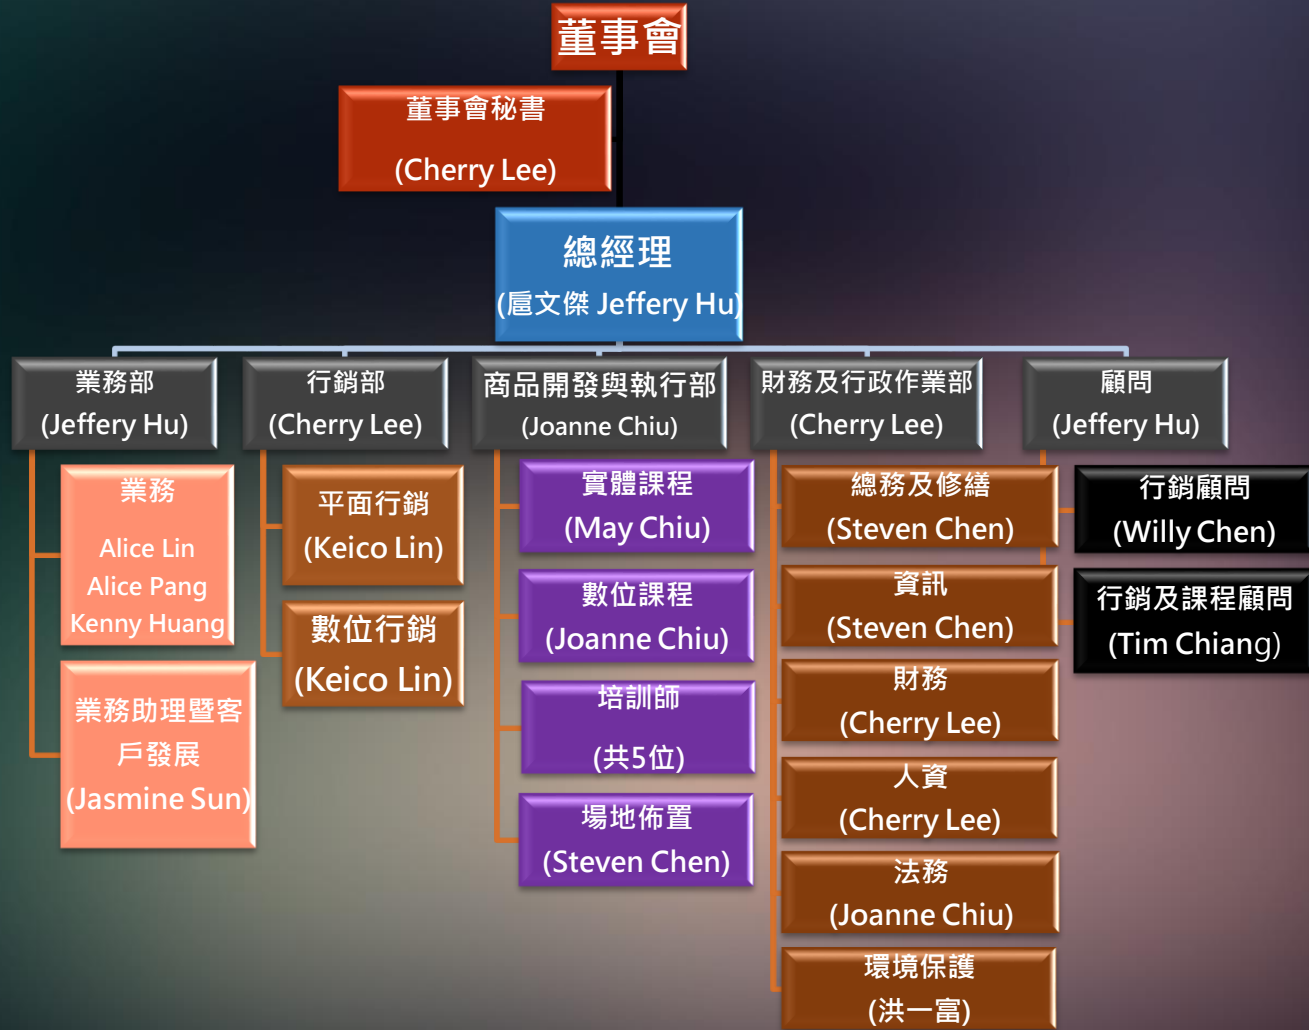 董事會
董事會秘書
(Cherry Lee)
總經理
(扈文傑 Jeffery Hu)
業務部
(Jeffery Hu)
業務
Alice Lin
Alice Pang
Kenny Huang
業務助理暨客
戶發展
(Jasmine Sun)
行銷部
(Cherry Lee)
平面行銷
(Keico Lin)
數位行銷
(Keico Lin)
商品開發與執行部
(Joanne Chiu)
實體課程
(May Chiu)
數位課程
(Joanne Chiu)
培訓師
(共5位)
場地佈置
(Steven Chen)
財務及行政作業部
(Cherry Lee)
總務及修繕
(Steven Chen)
資訊
(Steven Chen)
財務
(Cherry Lee)
人資
(Cherry Lee)
法務
(Joanne Chiu)
環境保護
(洪一富)
顧問
(Jeffery Hu)
行銷顧問
(Willy Chen)
行銷及課程顧問
(Tim Chiang)